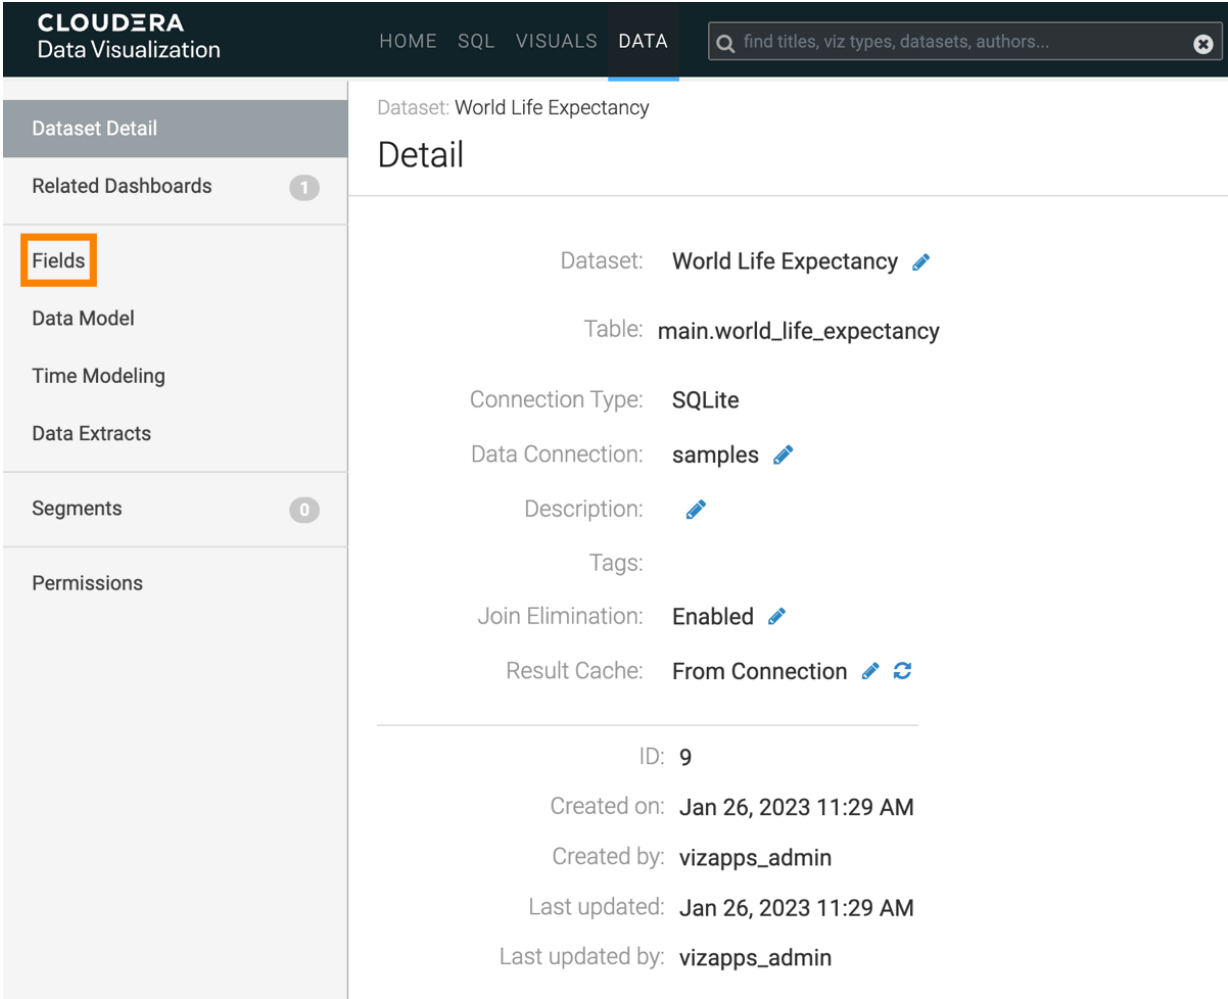 CLOUDERA
Data Visualization
HOME SQL VISUALS DATA
find titles, viz types, datasets, authors...
Dataset Detail
Related Dashboards 1
Fields
Data Model
Time Modeling
Data Extracts
Segments 0
Permissions
Dataset: World Life Expectancy
Detail
Dataset: World Life Expectancy
Table: main.world_life_expectancy
Connection Type: SQLite
Data Connection: samples
Description:
Tags:
Join Elimination: Enabled
Result Cache: From Connection
ID: 9
Created on: Jan 26, 2023 11:29 AM
Created by: vizapps_admin
Last updated: Jan 26, 2023 11:29 AM
Last updated by: vizapps_admin